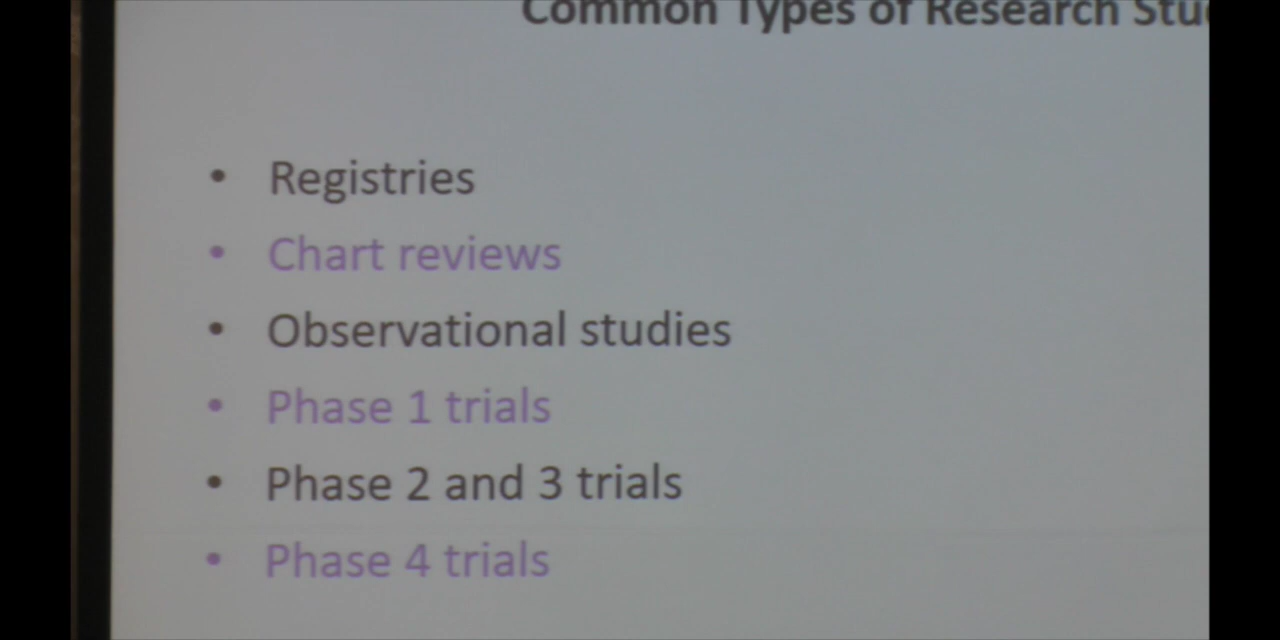 Common Types of Research
• Registries
• Chart reviews
• Observational studies
• Phase 1 trials
• Phase 2 and 3 trials
• Phase 4 trials